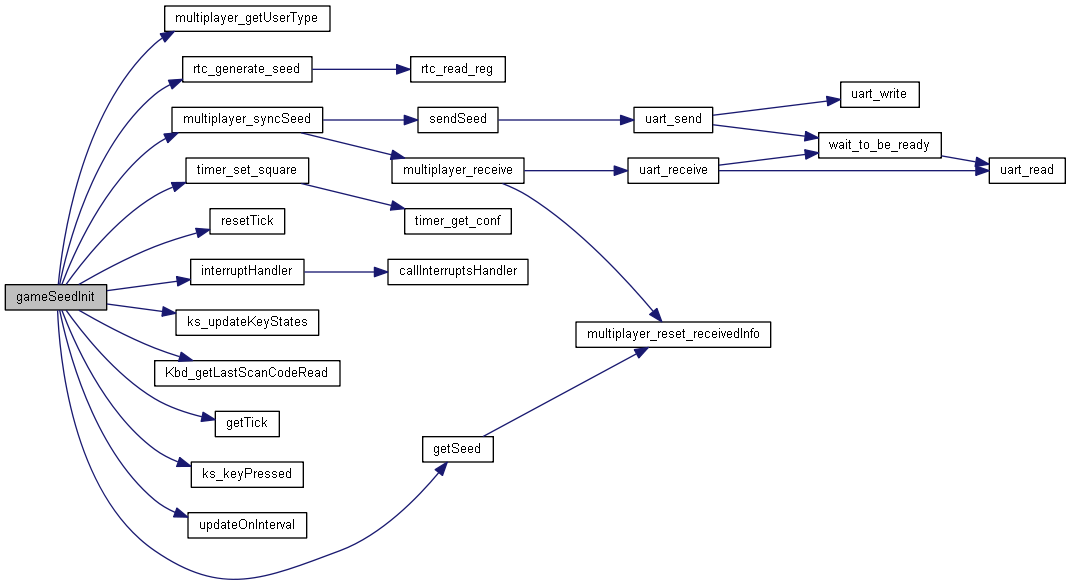 multiplayer_getUserType
rtc_generate_seed
rtc_read_reg
uart_write
multiplayer_syncSeed
sendSeed
uart_send
wait_to_be_ready
timer_set_square
multiplayer_receive
uart_receive
uart_read
resetTick
timer_get_conf
interruptHandler
callInterruptsHandler
gameSeedInit
ks_updateKeyStates
multiplayer_reset_receivedInfo
Kbd_getLastScanCodeRead
getTick
getSeed
ks_keyPressed
updateOnInterval